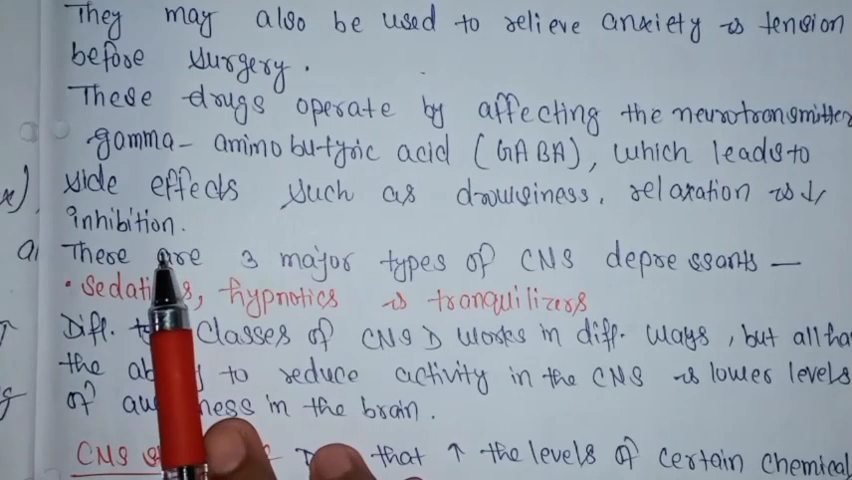 They may also be used to relieve anxiety & tension
before surgery.
These drugs operate by affecting the neurotransmitter
gamma-aminobutyric acid (GABA), which leads to
side effects such as drowsiness, relaxation & ↓
inhibition.
There are 3 major types of CNS depressants —
• sedatives, hypnotics & tranquilizers
Diff. Classes of CNS D works in diff. ways, but all ha
the to reduce activity in the CNS & lower levels
of in the brain.
CNS that ↑ the levels of certain chemical